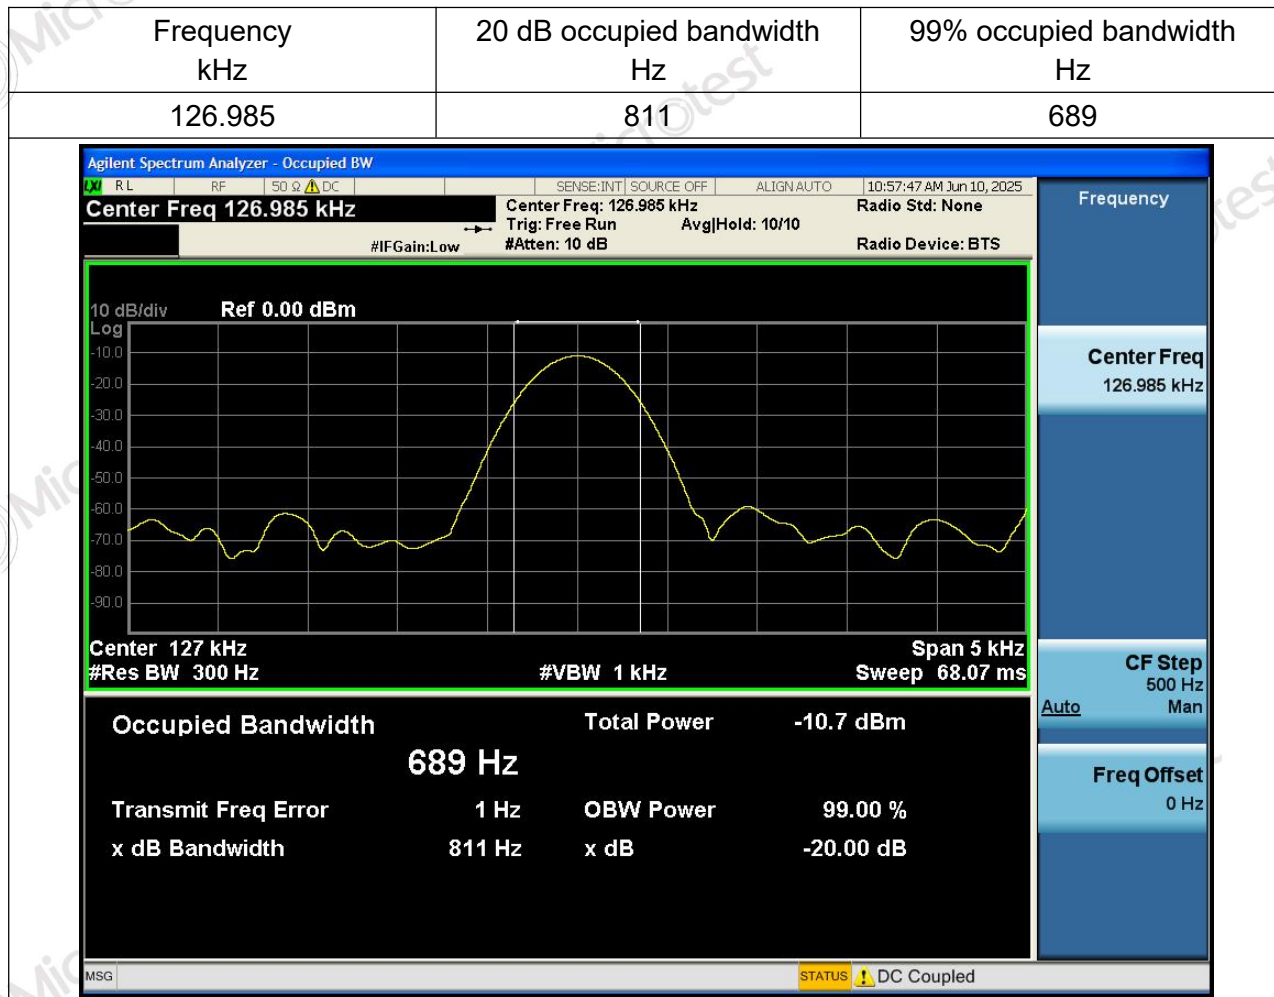 Frequency kHz
20 dB occupied bandwidth Hz
99% occupied bandwidth Hz
126.985
811
689
Agilent Spectrum Analyzer - Occupied BW
LXI RL RF 50 Ω DC SENSE:INT SOURCE OFF ALIGN AUTO 10:57:47 AM Jun 10, 2025
Center Freq 126.985 kHz
Center Freq: 126.985 kHz
Radio Std: None
Trig: Free Run Avg|Hold: 10/10
#IFGain:Low
#Atten: 10 dB
Radio Device: BTS
10 dB/div Ref 0.00 dBm
Log
-10.0
-20.0
-30.0
-40.0
-50.0
-60.0
-70.0
-80.0
-90.0
Center 127 kHz
Span 5 kHz
#Res BW 300 Hz
#VBW 1 kHz
Sweep 68.07 ms
Occupied Bandwidth
Total Power -10.7 dBm
689 Hz
Transmit Freq Error 1 Hz
OBW Power 99.00 %
x dB Bandwidth 811 Hz
x dB -20.00 dB
Frequency
Center Freq
126.985 kHz
CF Step
500 Hz
Auto Man
Freq Offset
0 Hz
MSG
STATUS DC Coupled